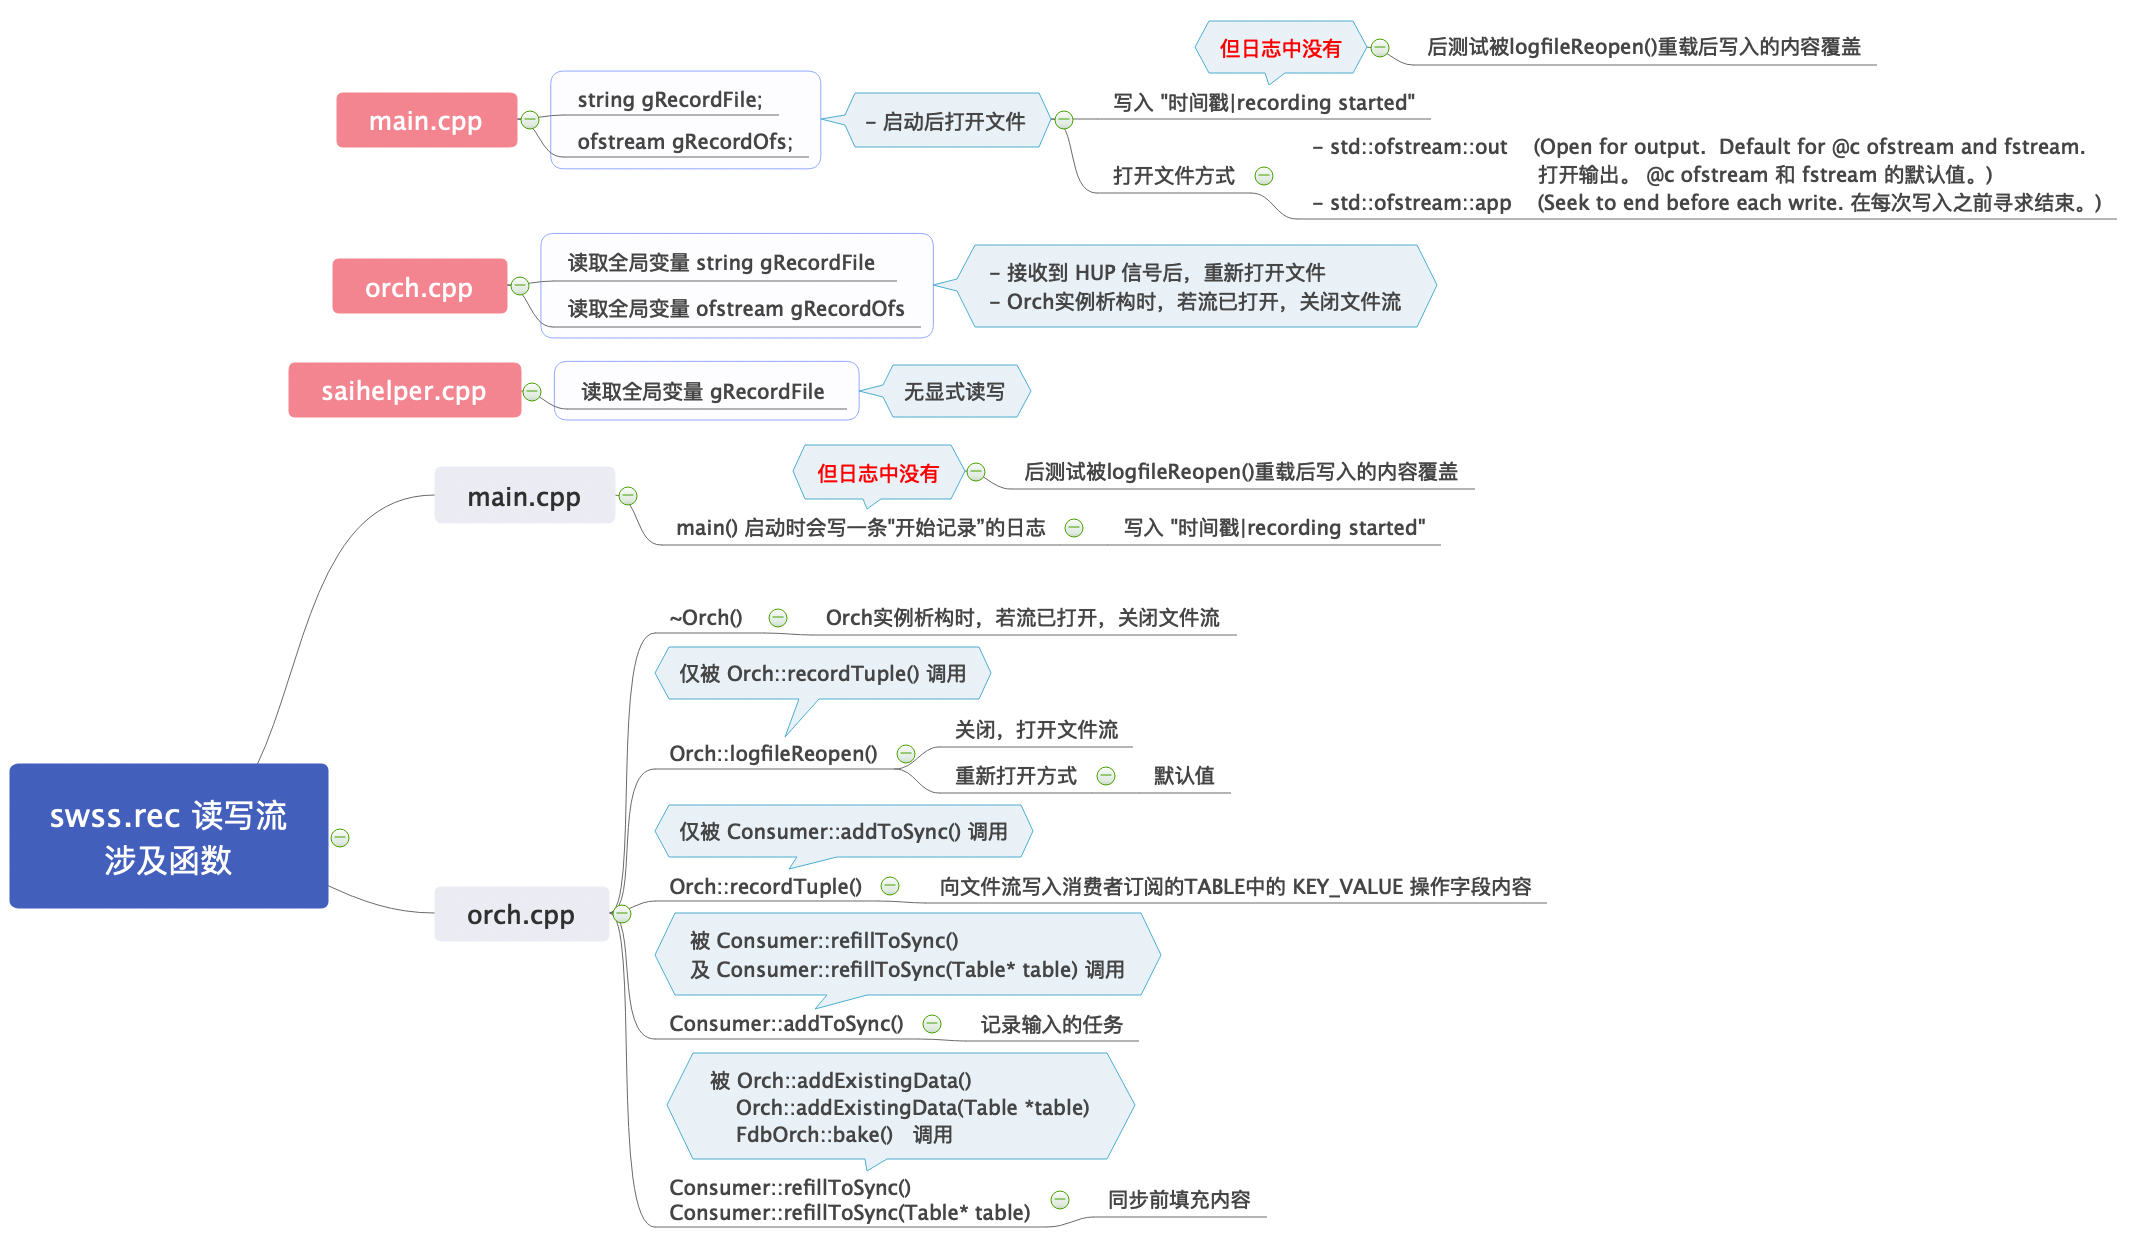 但日志中没有
后测试被logfileReopen()重载后写入的内容覆盖
main.cpp
string gRecordFile;
ofstream gRecordOfs;
- 启动后打开文件
写入 "时间戳|recording started"
打开文件方式
- std::ofstream::out (Open for output. Default for @c ofstream and fstream.
打开输出。 @c ofstream 和 fstream 的默认值。)
- std::ofstream::app (Seek to end before each write. 在每次写入之前寻求结束。)
orch.cpp
读取全局变量 string gRecordFile
读取全局变量 ofstream gRecordOfs
- 接收到 HUP 信号后，重新打开文件
- Orch实例析构时，若流已打开，关闭文件流
saihelper.cpp
读取全局变量 gRecordFile
无显式读写
swss.rec 读写流
涉及函数
main.cpp
但日志中没有
后测试被logfileReopen()重载后写入的内容覆盖
main() 启动时会写一条"开始记录"的日志
写入 "时间戳|recording started"
orch.cpp
~Orch()
Orch实例析构时，若流已打开，关闭文件流
仅被 Orch::recordTuple() 调用
Orch::logfileReopen()
关闭，打开文件流
重新打开方式
默认值
仅被 Consumer::addToSync() 调用
Orch::recordTuple()
向文件流写入消费者订阅的TABLE中的 KEY_VALUE 操作字段内容
被 Consumer::refillToSync()
及 Consumer::refillToSync(Table* table) 调用
Consumer::addToSync()
记录输入的任务
被 Orch::addExistingData()
Orch::addExistingData(Table *table)
FdbOrch::bake() 调用
Consumer::refillToSync()
Consumer::refillToSync(Table* table)
同步前填充内容